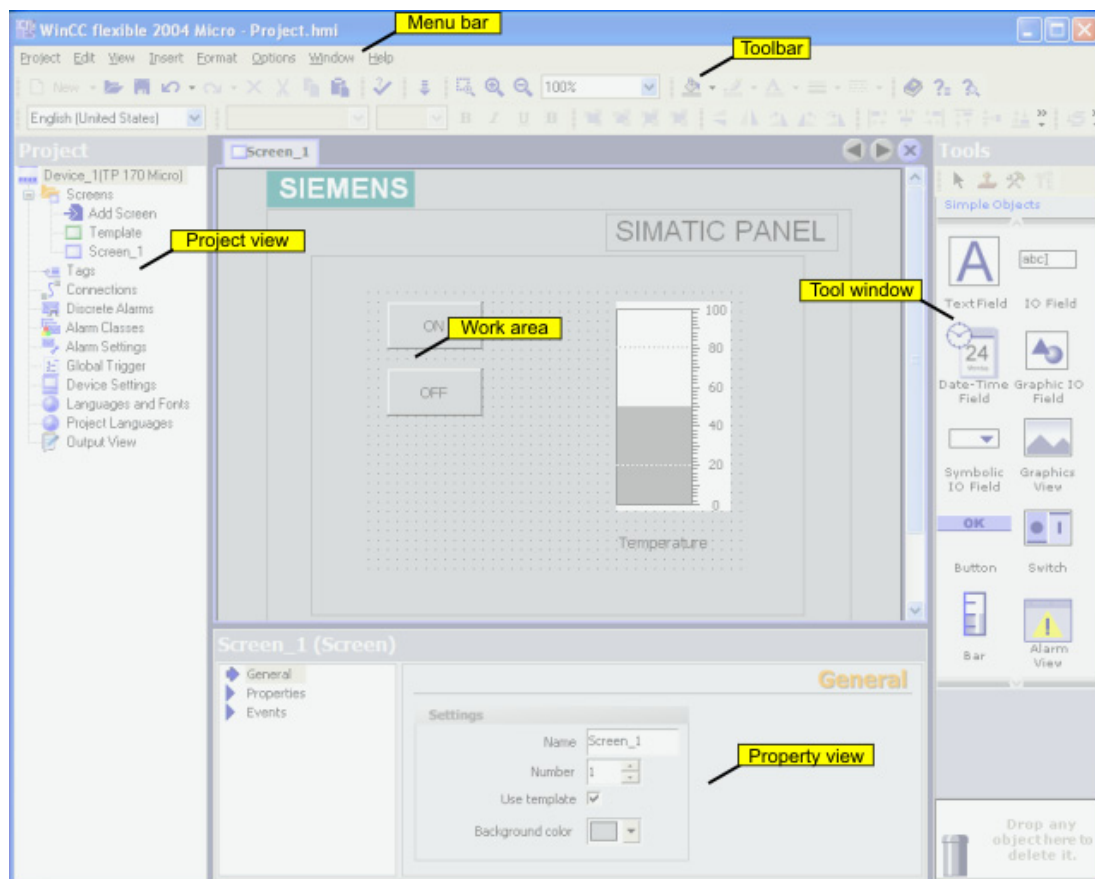 WinCC flexible 2004 Micro - Project.hmi
Menu bar
Project Edit View Insert Format Options Window Help
Toolbar
New
100%
English (United States)
B I U
Project
Device_1(TP 170 Micro)
Screens
Add Screen
Template
Screen_1
Project view
Tags
Connections
Discrete Alarms
Alarm Classes
Alarm Settings
Global Trigger
Device Settings
Languages and Fonts
Project Languages
Output View
Screen_1
SIEMENS
SIMATIC PANEL
ON
Work area
OFF
100
80
60
40
20
0
Temperature
Tools
Simple Objects
A
abc]
TextField IO Field
Tool window
24
Date-Time Graphic IO
Field Field
Symbolic Graphics
IO Field View
OK
Button Switch
Bar
Alarm
View
Screen_1 (Screen)
General
Properties
Events
General
Settings
Name Screen_1
Number 1
Use template
Background color
Property view
Drop any
object here to
delete it.